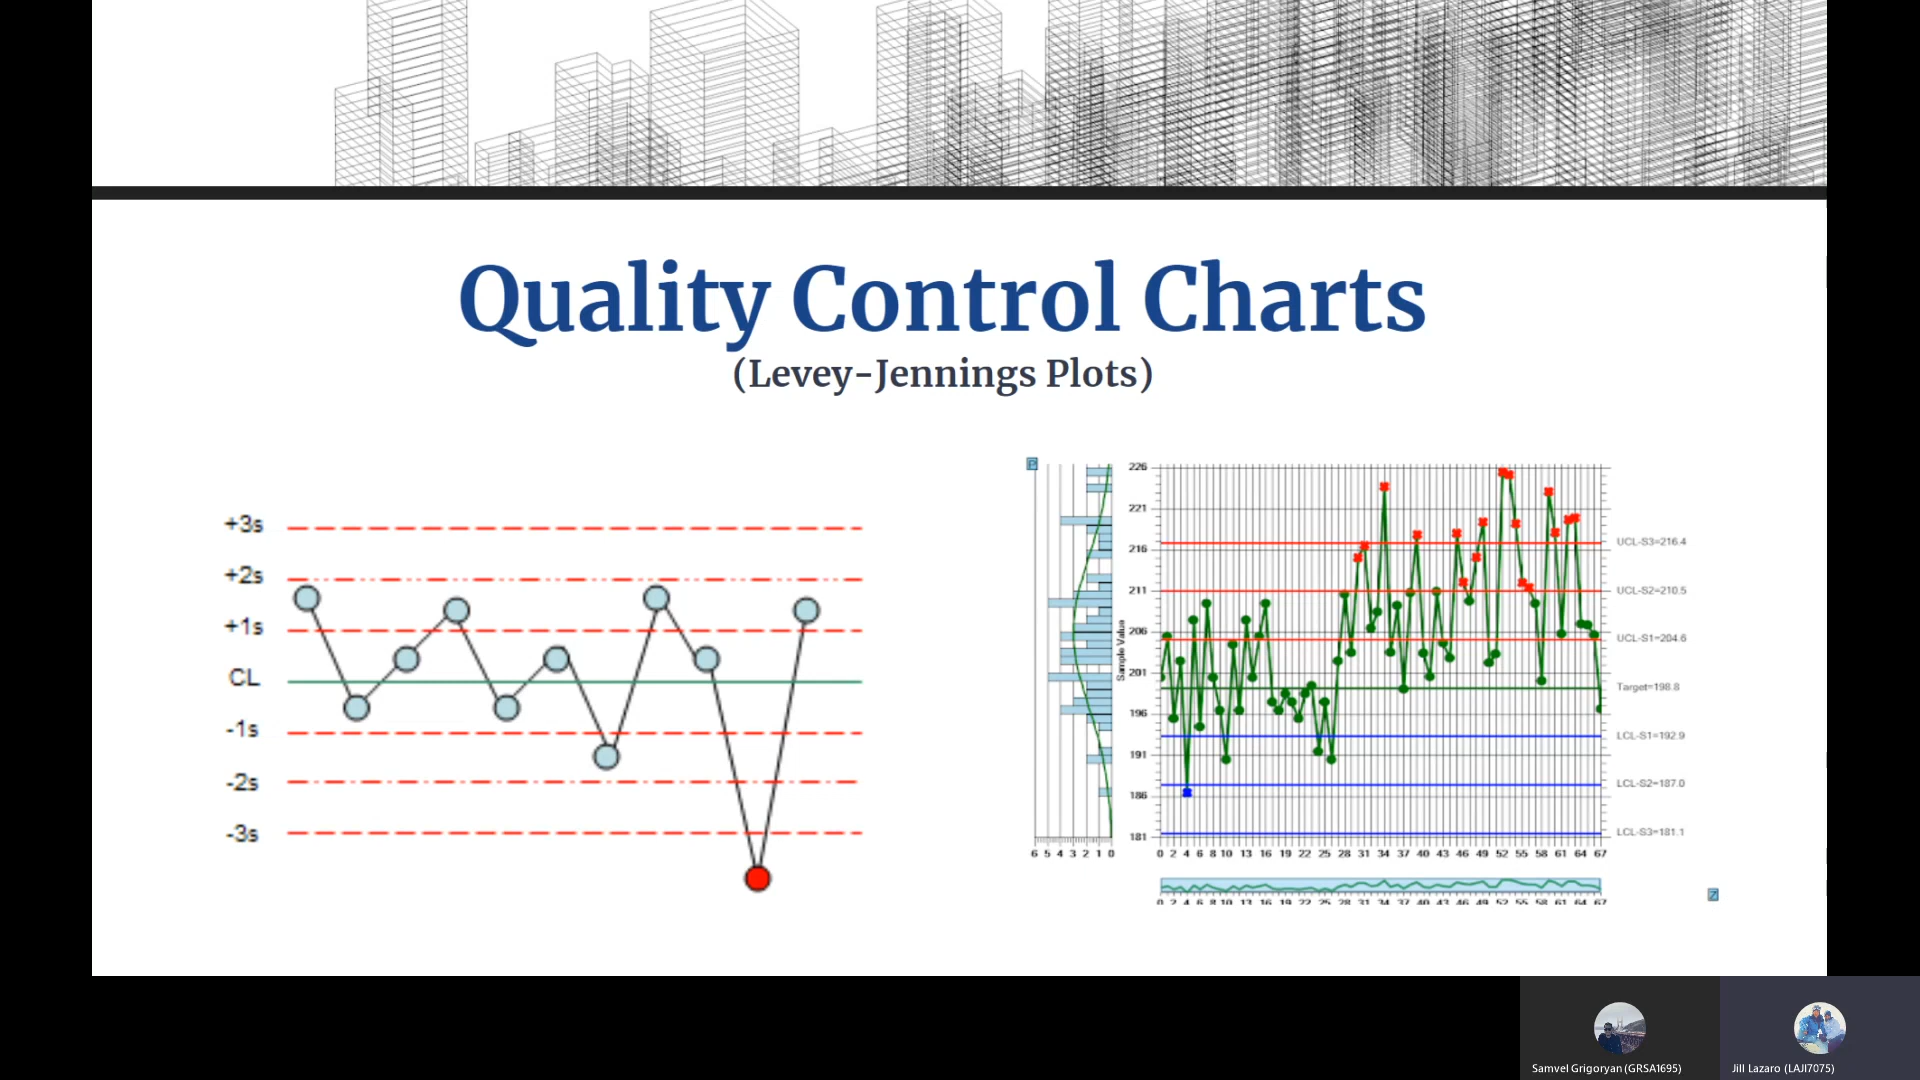 Quality Control Charts
(Levey-Jennings Plots)
+3s
+2s
+1s
CL
-1s
-2s
-3s
P
226
221
216
211
206
201
196
191
186
181
Sample Value
UCL-S3=216.4
UCL-S2=210.5
UCL-S1=204.6
Target=198.8
LCL-S1=192.9
LCL-S2=187.0
LCL-S3=181.1
6 5 4 3 2 1 0
0 2 4 6 8 10 13 16 19 22 25 28 31 34 37 40 43 46 49 52 55 58 61 64 67
0 2 4 6 8 10 13 16 19 22 25 28 31 34 37 40 43 46 49 52 55 58 61 64 67
Z
Samvel Grigoryan (GRSA1695)
Jill Lazaro (LAJI7075)